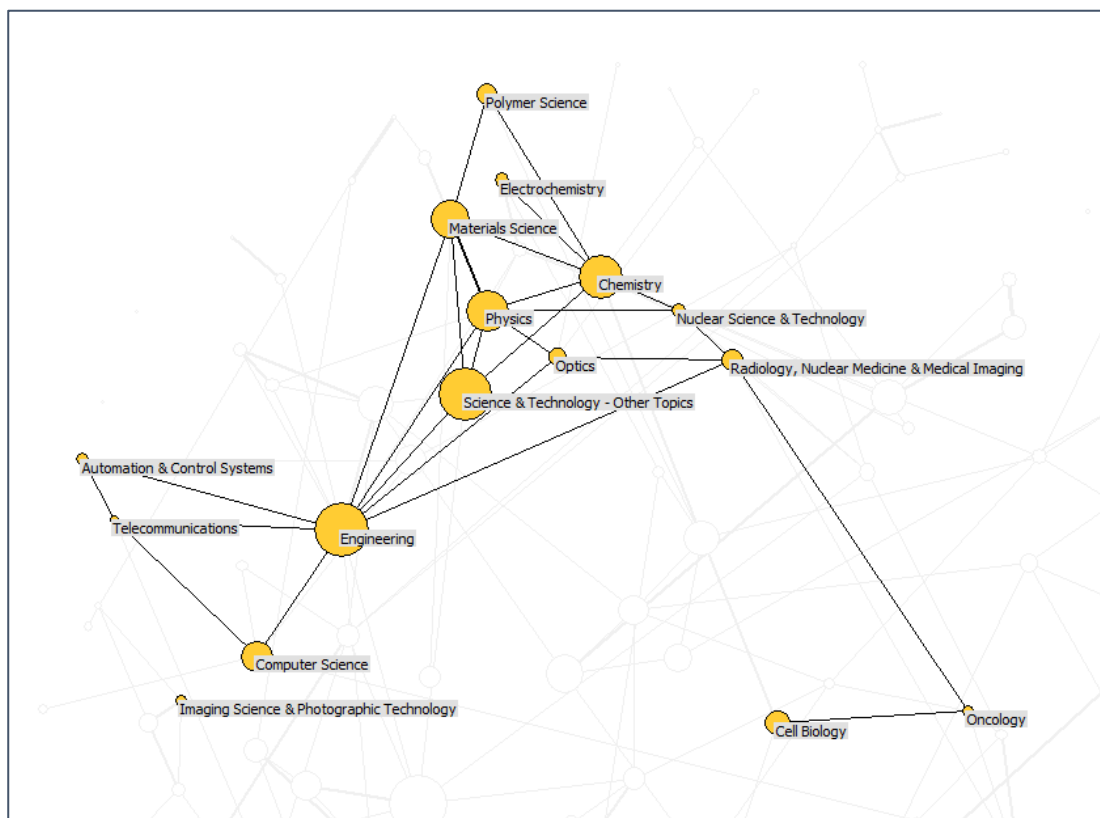 Polymer Science
Electrochemistry
Materials Science
Chemistry
Physics
Nuclear Science & Technology
Optics
Radiology, Nuclear Medicine & Medical Imaging
Science & Technology - Other Topics
Automation & Control Systems
Telecommunications
Engineering
Computer Science
Imaging Science & Photographic Technology
Oncology
Cell Biology